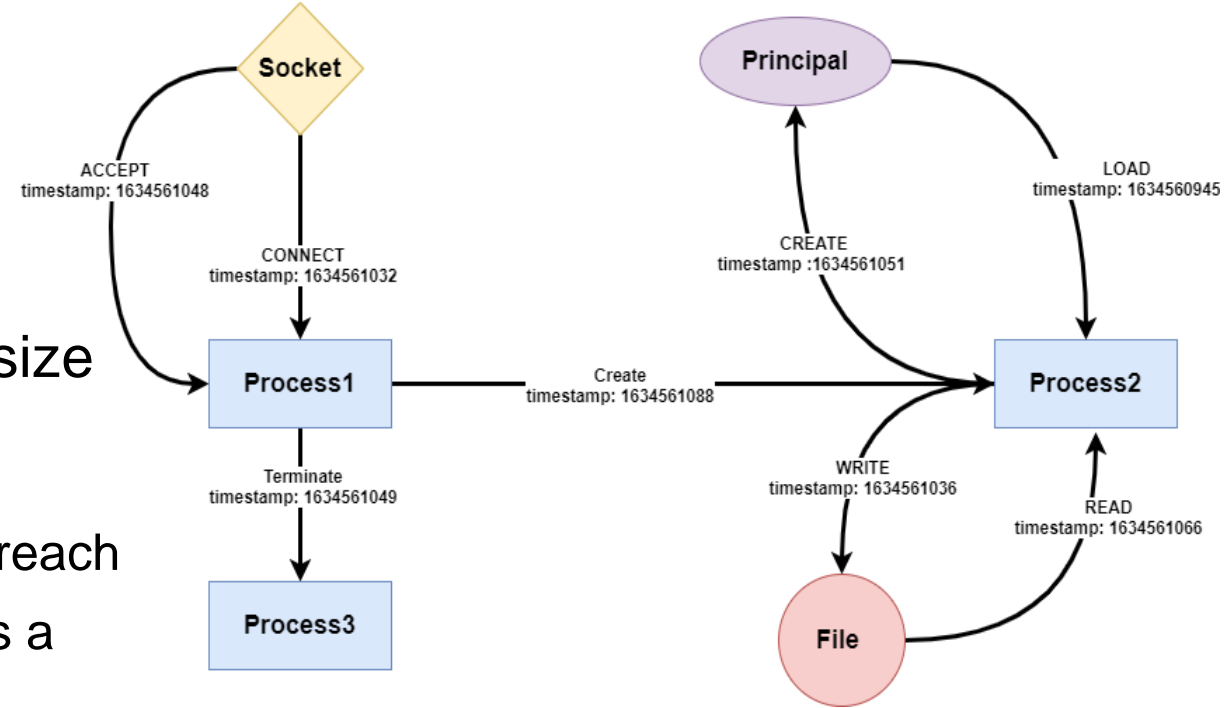 Socket
Principal
ACCEPT
timestamp: 1634561048
LOAD
timestamp: 1634560945
CONNECT
timestamp: 1634561032
CREATE
timestamp :1634561051
size
Process1
Create
timestamp: 1634561088
Process2
Terminate
timestamp: 1634561049
WRITE
timestamp: 1634561036
READ
timestamp: 1634561066
reach
s a
Process3
File